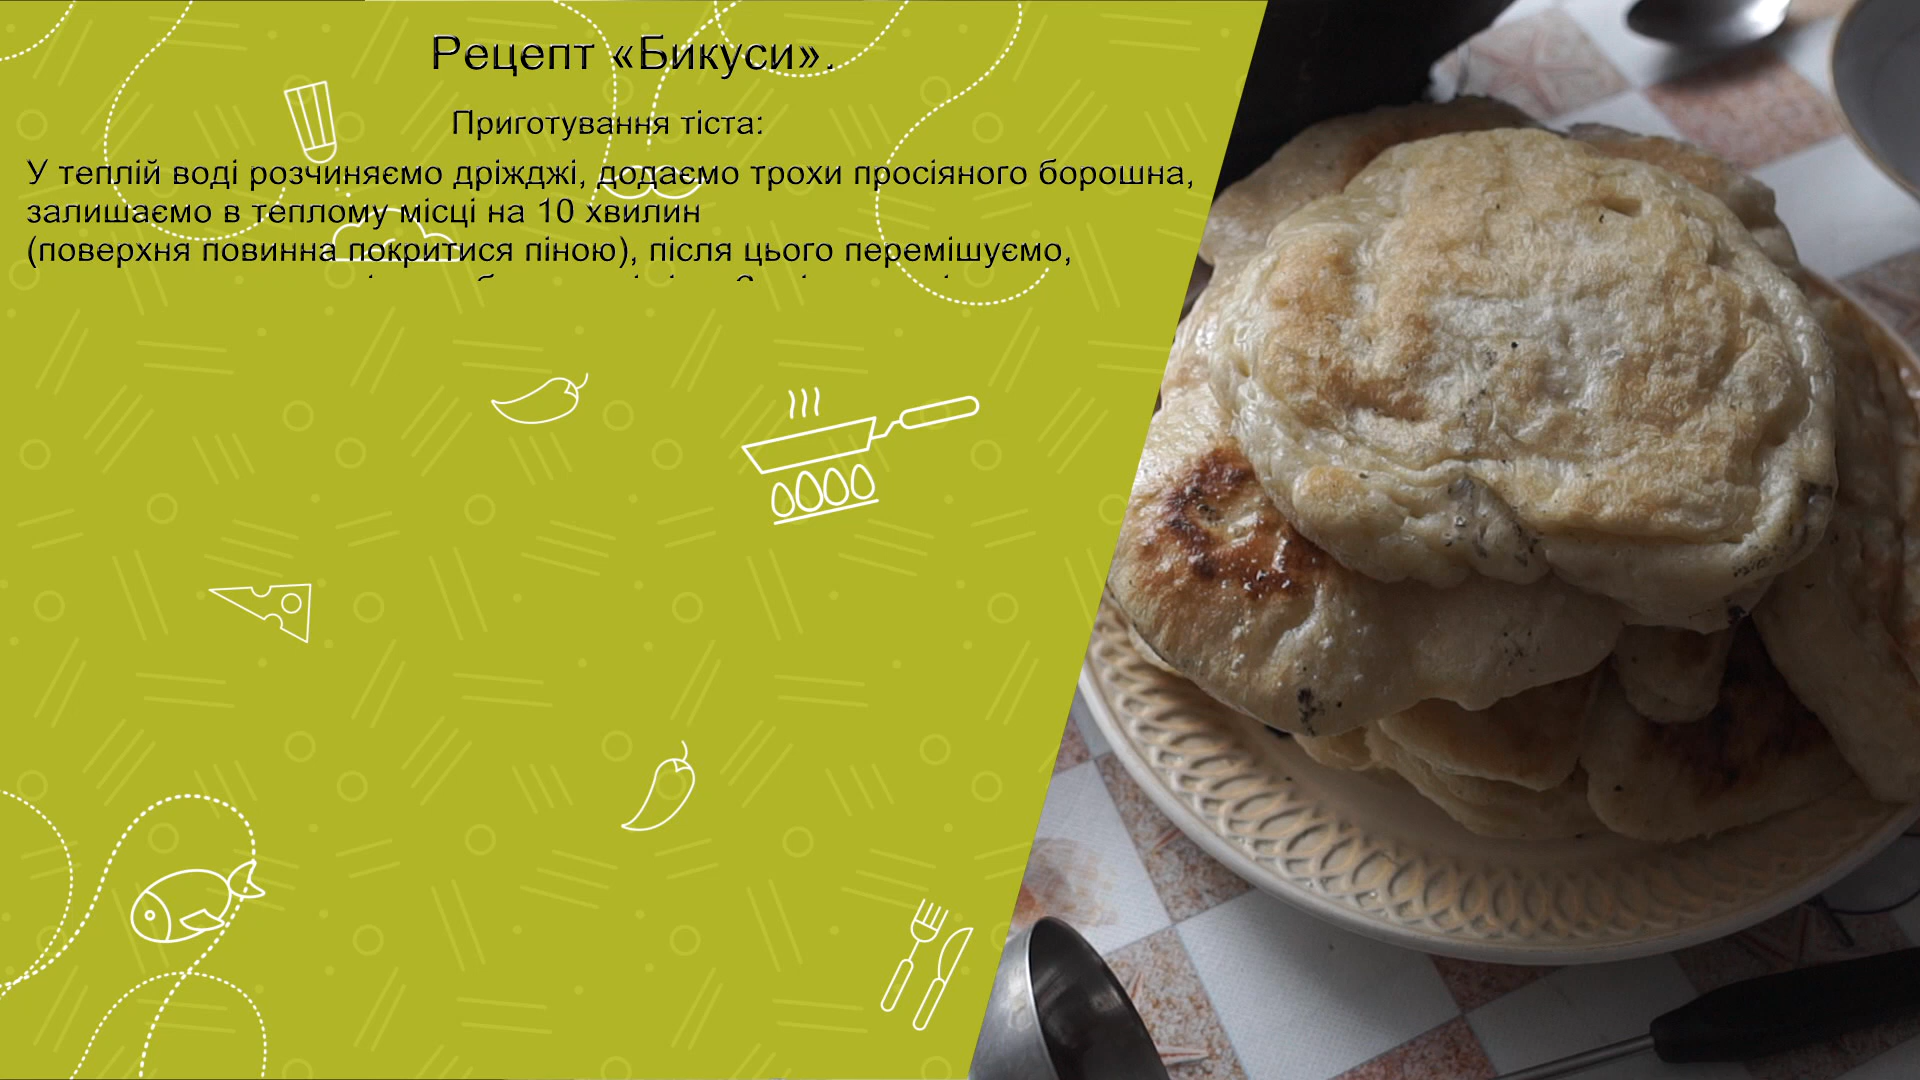 Рецепт «Бикуси».
Приготування тіста:
У теплій воді розчиняємо дріжджі, додаємо трохи просіяного борошна,
залишаємо в теплому місці на 10 хвилин
(поверхня повинна покритися піною), після цього перемішуємо,